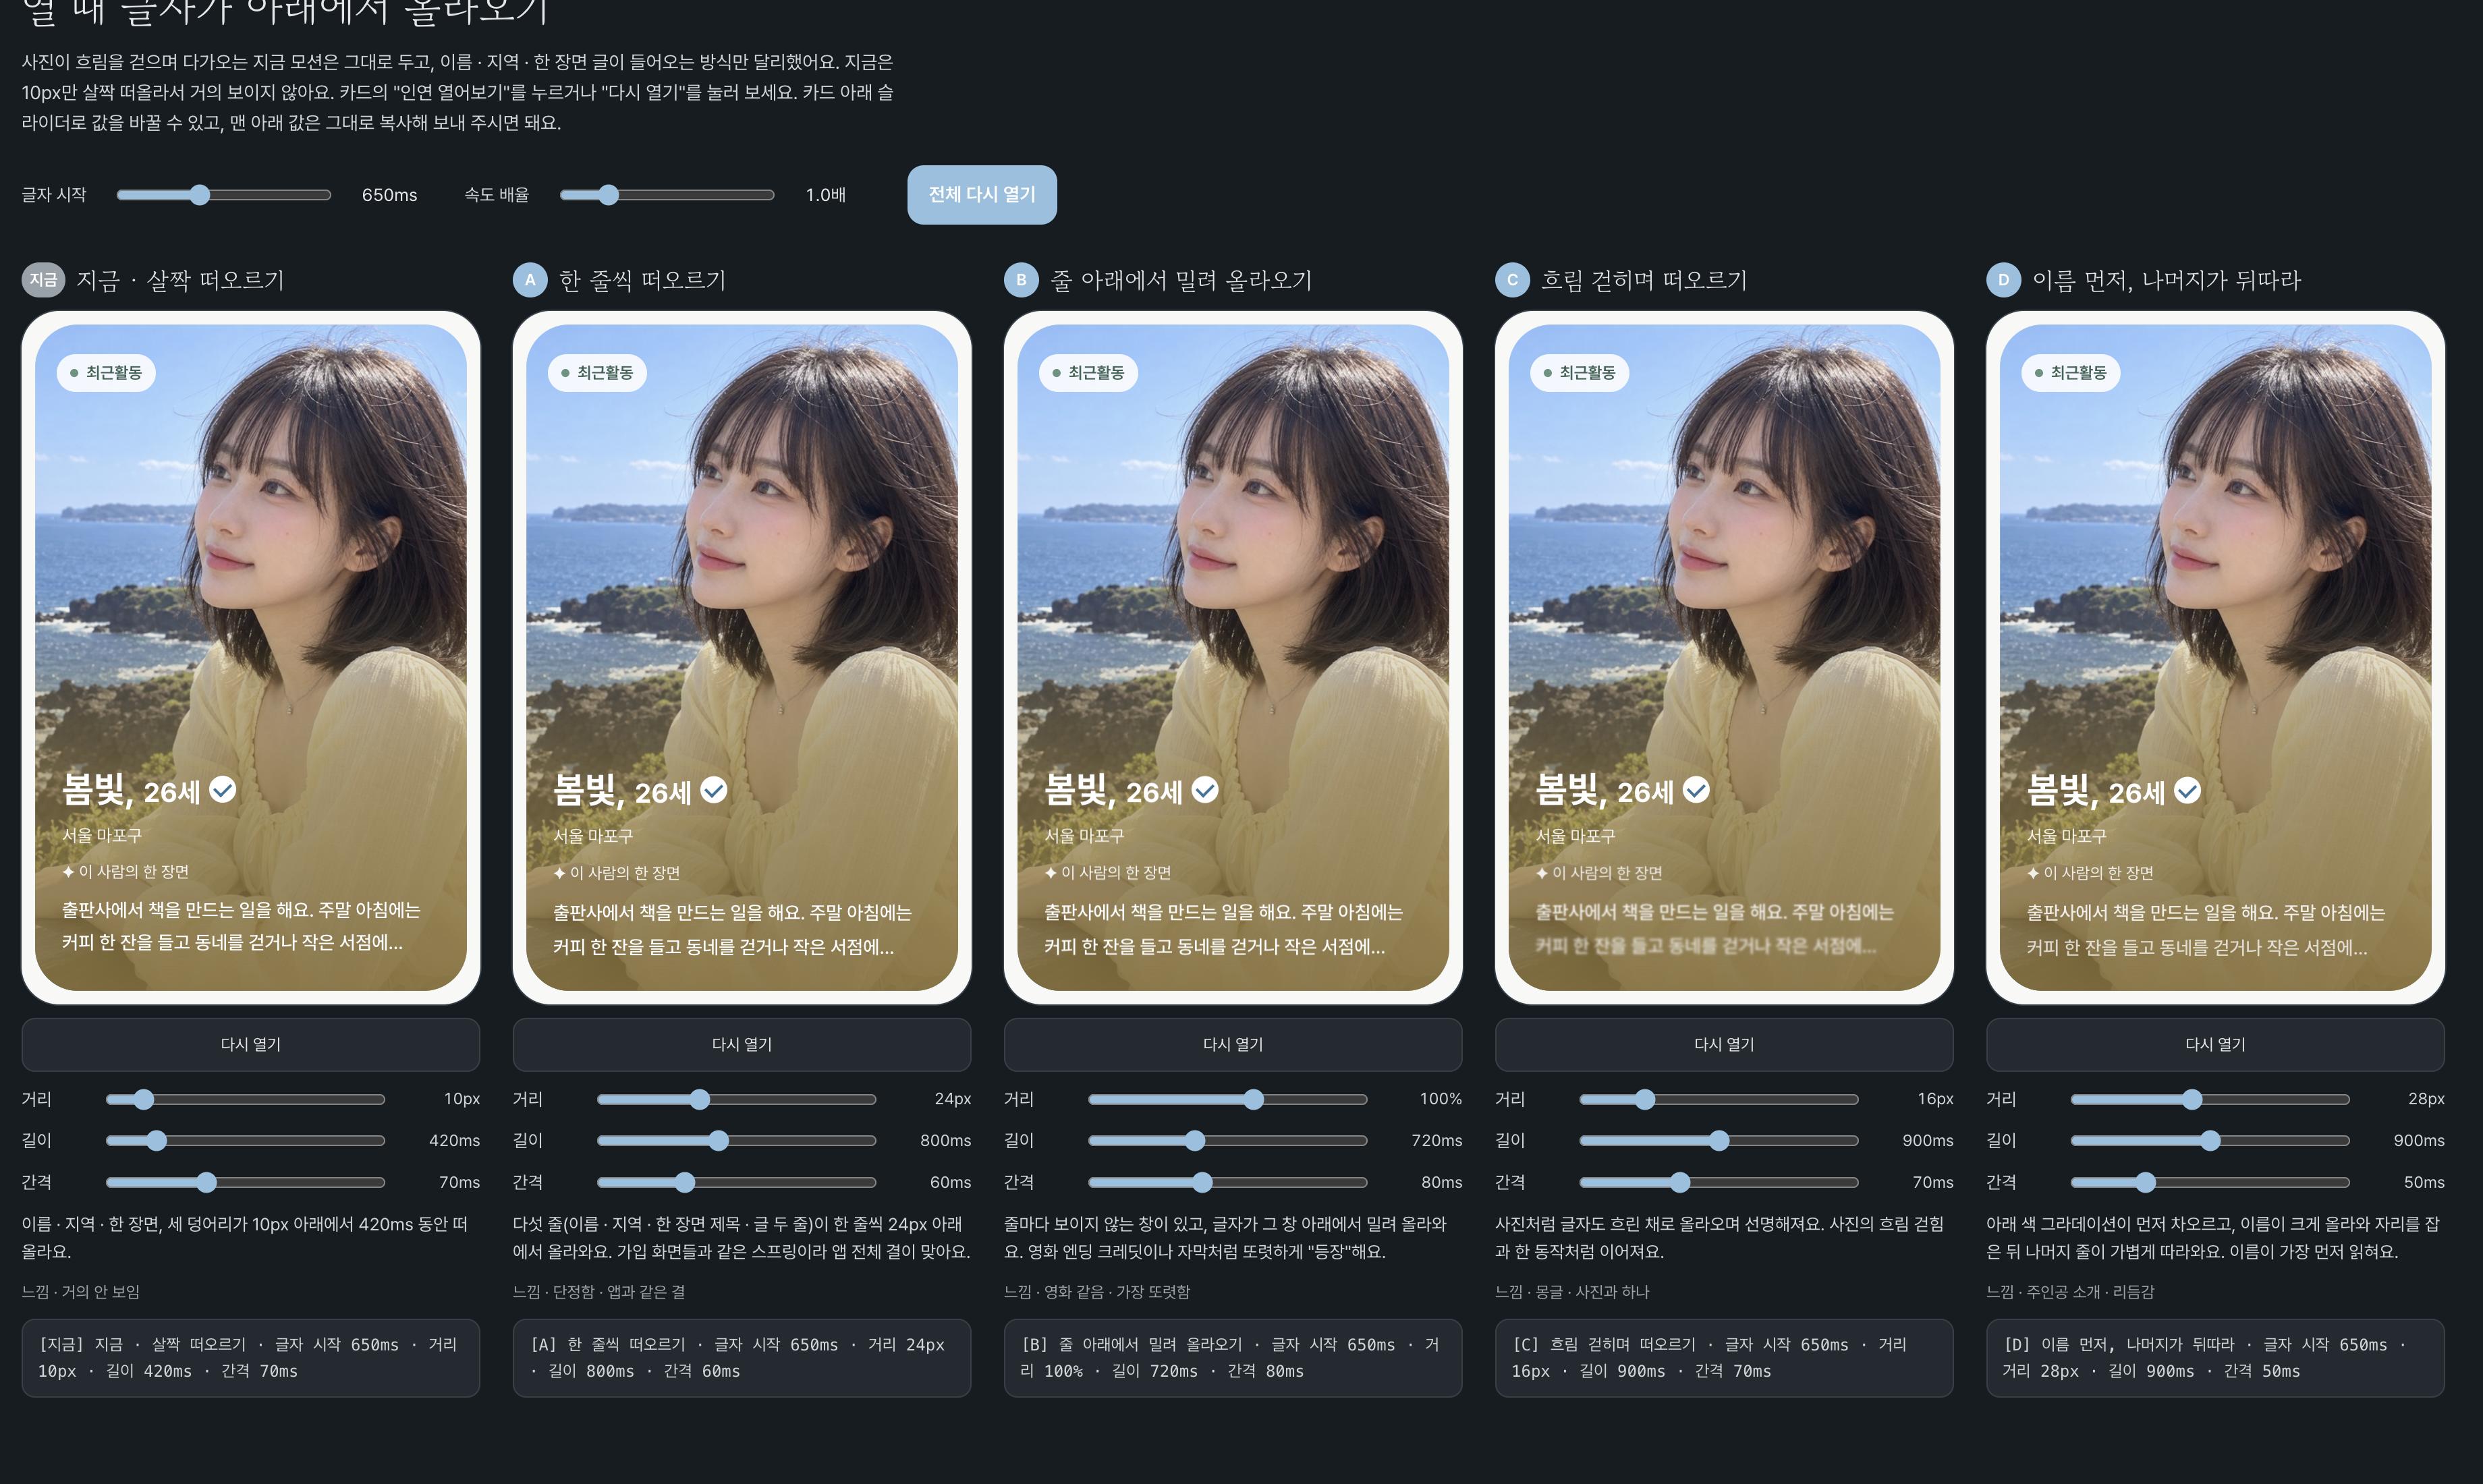 열 때 글자가 아래에서 올라오기
사진이 흐림을 걷으며 다가오는 지금 모션은 그대로 두고, 이름 · 지역 · 한 장면 글이 들어오는 방식만 달리했어요. 지금은
10px만 살짝 떠올라서 거의 보이지 않아요. 카드의 "인연 열어보기"를 누르거나 "다시 열기"를 눌러 보세요. 카드 아래 슬
라이더로 값을 바꿀 수 있고, 맨 아래 값은 그대로 복사해 보내 주시면 돼요.
글자 시작 650ms 속도 배율 1.0배 전체 다시 열기
지금 지금 · 살짝 떠오르기
최근활동
봄빛, 26세
서울 마포구
✦ 이 사람의 한 장면
출판사에서 책을 만드는 일을 해요. 주말 아침에는
커피 한 잔을 들고 동네를 걷거나 작은 서점에...
다시 열기
거리 10px
길이 420ms
간격 70ms
이름 · 지역 · 한 장면, 세 덩어리가 10px 아래에서 420ms 동안 떠
올라요.
느낌 · 거의 안 보임
[지금] 지금 · 살짝 떠오르기 · 글자 시작 650ms · 거리
10px · 길이 420ms · 간격 70ms
A 한 줄씩 떠오르기
최근활동
봄빛, 26세
서울 마포구
✦ 이 사람의 한 장면
출판사에서 책을 만드는 일을 해요. 주말 아침에는
커피 한 잔을 들고 동네를 걷거나 작은 서점에...
다시 열기
거리 24px
길이 800ms
간격 60ms
다섯 줄(이름 · 지역 · 한 장면 제목 · 글 두 줄)이 한 줄씩 24px 아래
에서 올라와요. 가입 화면들과 같은 스프링이라 앱 전체 결이 맞아요.
느낌 · 단정함 · 앱과 같은 결
[A] 한 줄씩 떠오르기 · 글자 시작 650ms · 거리 24px
· 길이 800ms · 간격 60ms
B 줄 아래에서 밀려 올라오기
최근활동
봄빛, 26세
서울 마포구
✦ 이 사람의 한 장면
출판사에서 책을 만드는 일을 해요. 주말 아침에는
커피 한 잔을 들고 동네를 걷거나 작은 서점에...
다시 열기
거리 100%
길이 720ms
간격 80ms
줄마다 보이지 않는 창이 있고, 글자가 그 창 아래에서 밀려 올라와
요. 영화 엔딩 크레딧이나 자막처럼 또렷하게 "등장"해요.
느낌 · 영화 같음 · 가장 또렷함
[B] 줄 아래에서 밀려 올라오기 · 글자 시작 650ms · 거
리 100% · 길이 720ms · 간격 80ms
C 흐림 걷히며 떠오르기
최근활동
봄빛, 26세
서울 마포구
✦ 이 사람의 한 장면
출판사에서 책을 만드는 일을 해요. 주말 아침에는
커피 한 잔을 들고 동네를 걷거나 작은 서점에...
다시 열기
거리 16px
길이 900ms
간격 70ms
사진처럼 글자도 흐린 채로 올라오며 선명해져요. 사진의 흐림 걷힘
과 한 동작처럼 이어져요.
느낌 · 몽글 · 사진과 하나
[C] 흐림 걷히며 떠오르기 · 글자 시작 650ms · 거리
16px · 길이 900ms · 간격 70ms
D 이름 먼저, 나머지가 뒤따라
최근활동
봄빛, 26세
서울 마포구
✦ 이 사람의 한 장면
출판사에서 책을 만드는 일을 해요. 주말 아침에는
커피 한 잔을 들고 동네를 걷거나 작은 서점에...
다시 열기
거리 28px
길이 900ms
간격 50ms
아래 색 그라데이션이 먼저 차오르고, 이름이 크게 올라와 자리를 잡
은 뒤 나머지 줄이 가볍게 따라와요. 이름이 가장 먼저 읽혀요.
느낌 · 주인공 소개 · 리듬감
[D] 이름 먼저, 나머지가 뒤따라 · 글자 시작 650ms ·
거리 28px · 길이 900ms · 간격 50ms